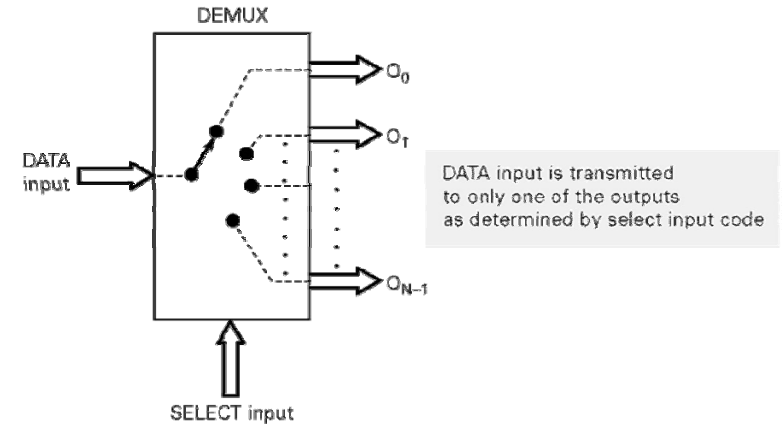 DEMUX
O₀
O₁
DATA
input
DATA input is transmitted
to only one of the outputs
as determined by select input code
Oₙ₋₁
SELECT input